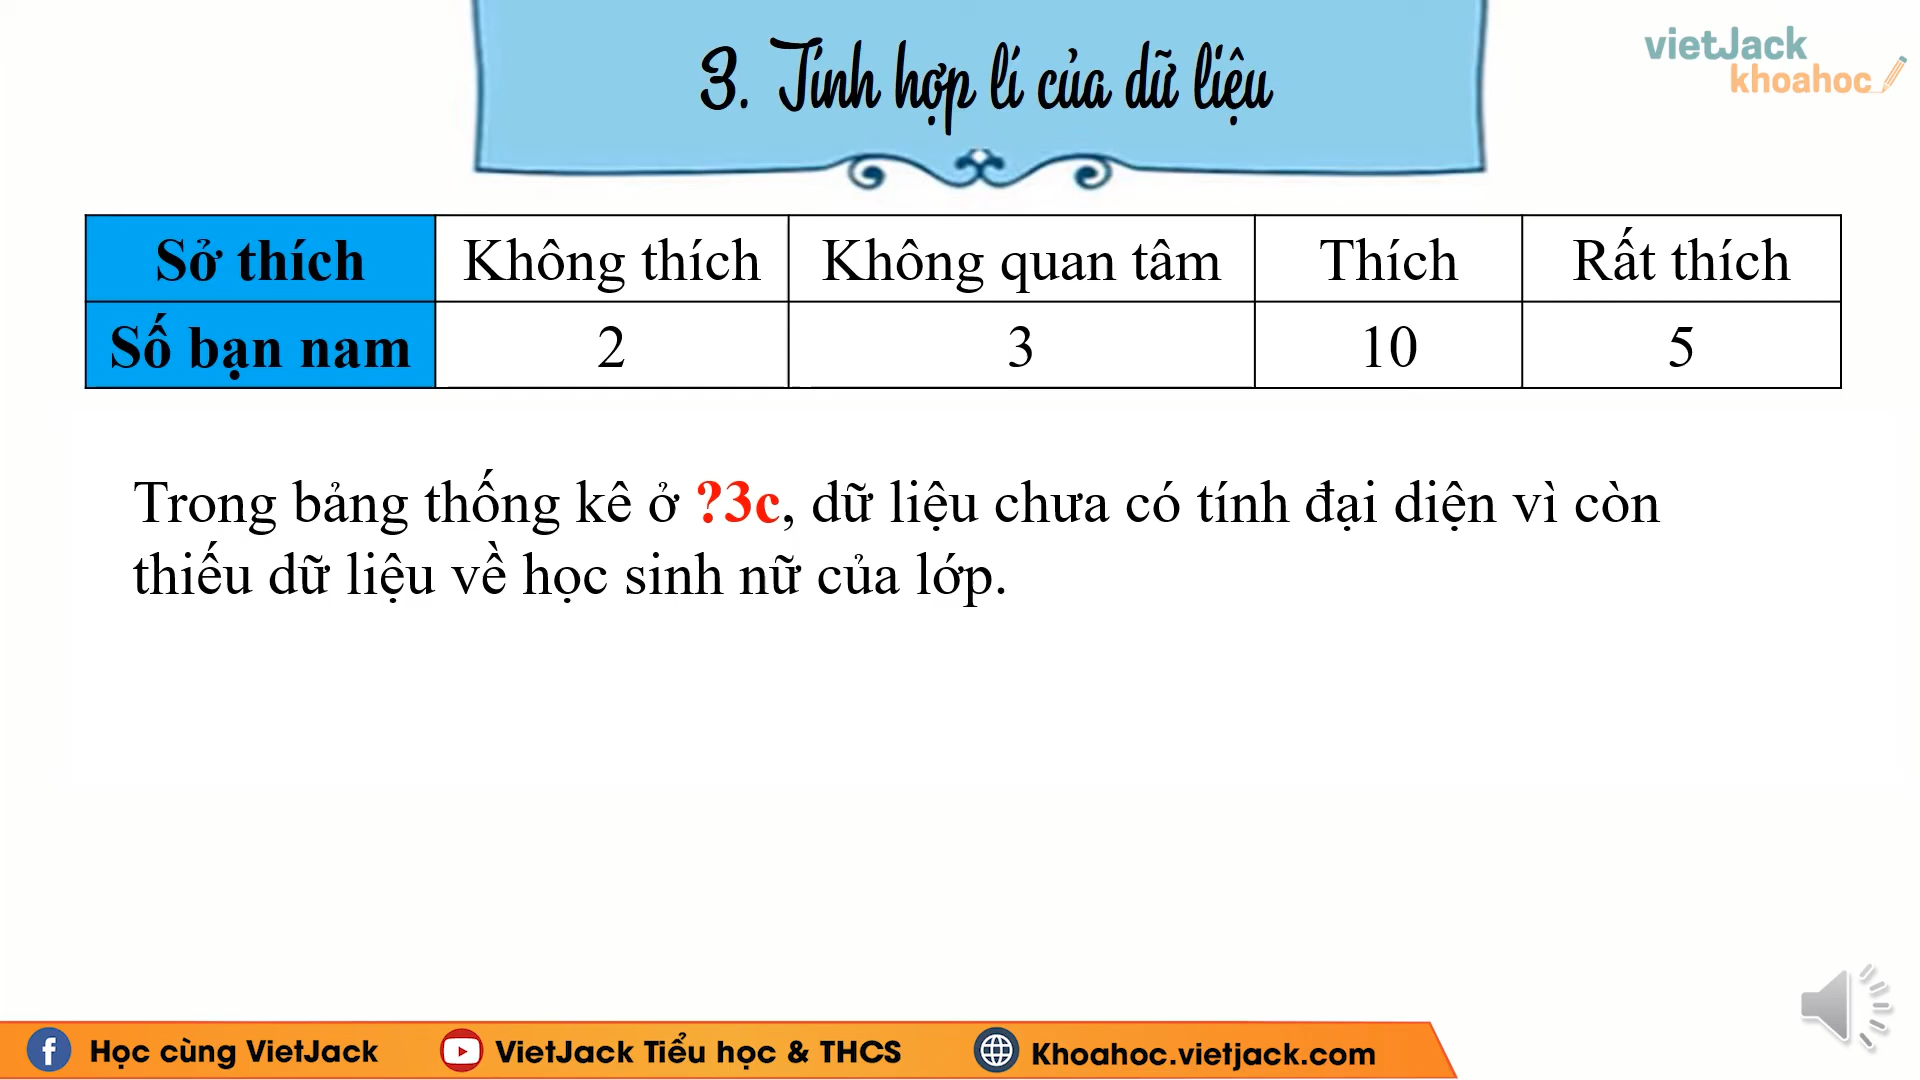 3. Tính hợp lí của dữ liệu
vietJack
khoahoc
Sở thích Không thích Không quan tâm Thích Rất thích
Số bạn nam 2 3 10 5
Trong bảng thống kê ở ?3c, dữ liệu chưa có tính đại diện vì còn
thiếu dữ liệu về học sinh nữ của lớp.
Học cùng VietJack VietJack Tiểu học & THCS Khoahoc.vietjack.com